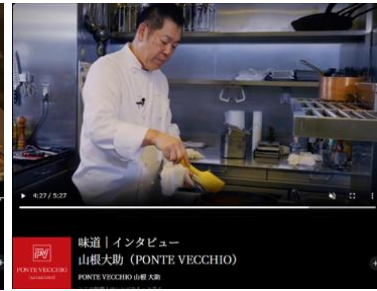 4:27 / 5:27
味道｜インタビュー
山根大助（PONTE VECCHIO）
PONTE VECCHIO
PONTE VECCHIO 山根 大助